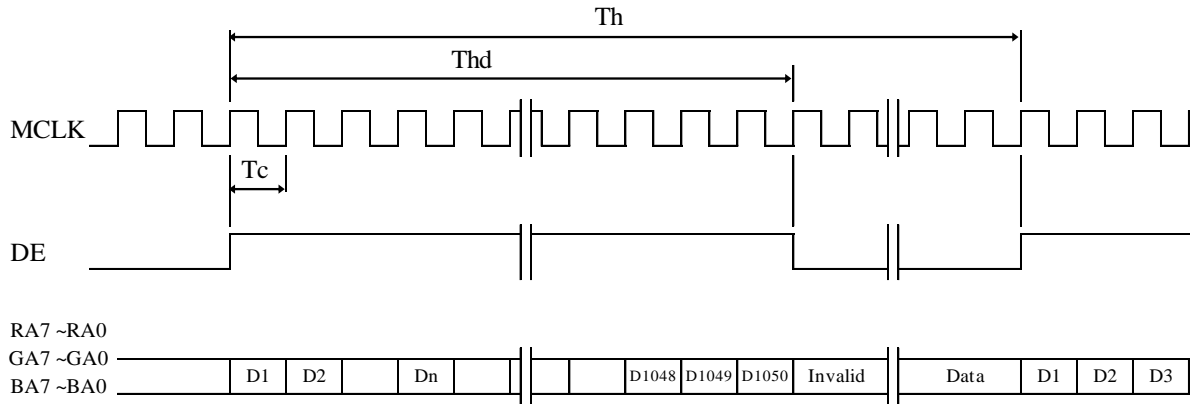 Th
Thd
MCLK
Tc
DE
RA7 ~RA0
GA7 ~GA0
BA7 ~BA0
D1 D2 Dn D1048 D1049 D1050 Invalid Data D1 D2 D3